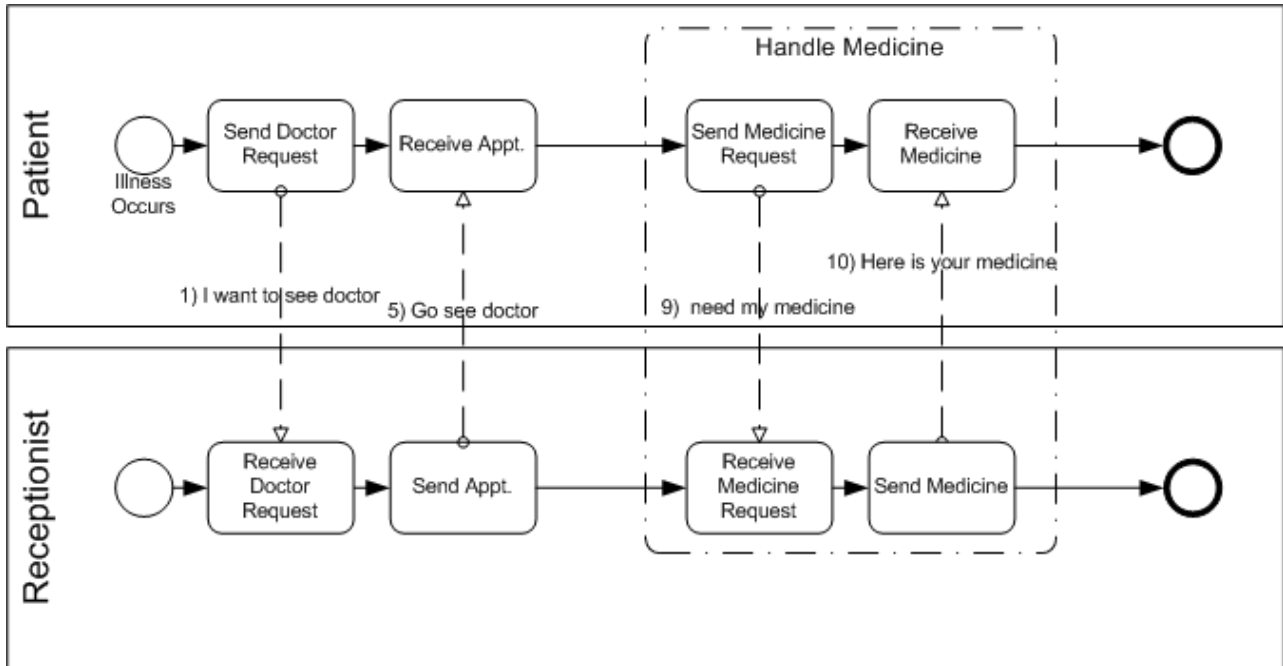 Patient
Handle Medicine
Send Doctor
Request
Receive Appt.
Send Medicine
Request
Receive
Medicine
Illness
Occurs
1) I want to see doctor
5) Go see doctor
9)  need my medicine
10) Here is your medicine
Receptionist
Receive
Doctor
Request
Send Appt.
Receive
Medicine
Request
Send Medicine